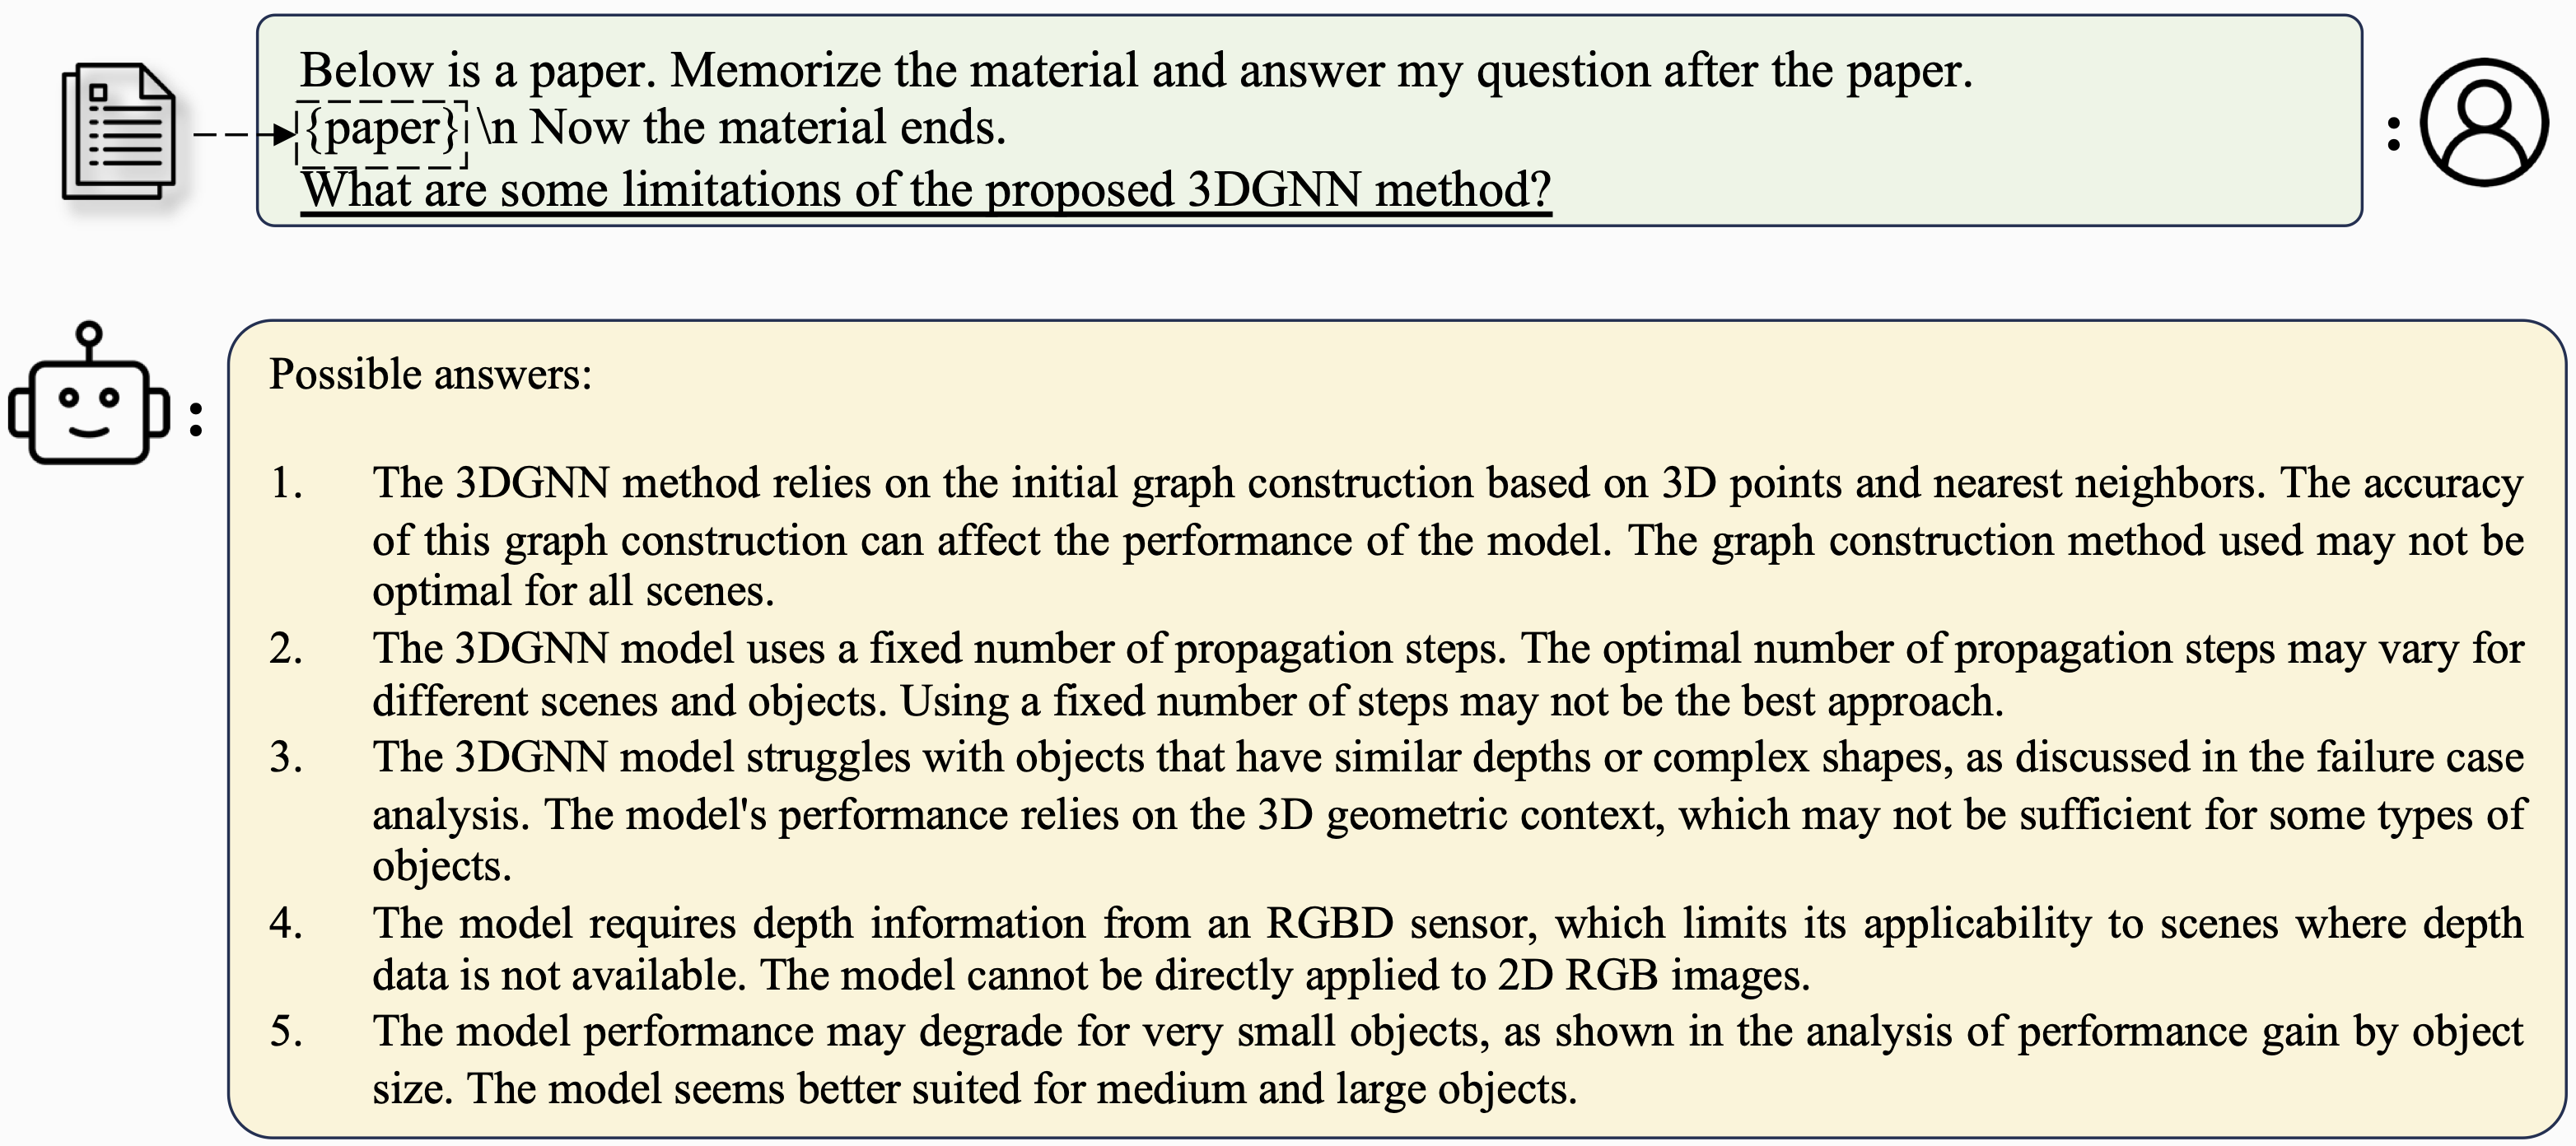 Below is a paper. Memorize the material and answer my question after the paper.
{paper} \n Now the material ends.
What are some limitations of the proposed 3DGNN method?
:
:
Possible answers:
1. The 3DGNN method relies on the initial graph construction based on 3D points and nearest neighbors. The accuracy
of this graph construction can affect the performance of the model. The graph construction method used may not be
optimal for all scenes.
2. The 3DGNN model uses a fixed number of propagation steps. The optimal number of propagation steps may vary for
different scenes and objects. Using a fixed number of steps may not be the best approach.
3. The 3DGNN model struggles with objects that have similar depths or complex shapes, as discussed in the failure case
analysis. The model's performance relies on the 3D geometric context, which may not be sufficient for some types of
objects.
4. The model requires depth information from an RGBD sensor, which limits its applicability to scenes where depth
data is not available. The model cannot be directly applied to 2D RGB images.
5. The model performance may degrade for very small objects, as shown in the analysis of performance gain by object
size. The model seems better suited for medium and large objects.